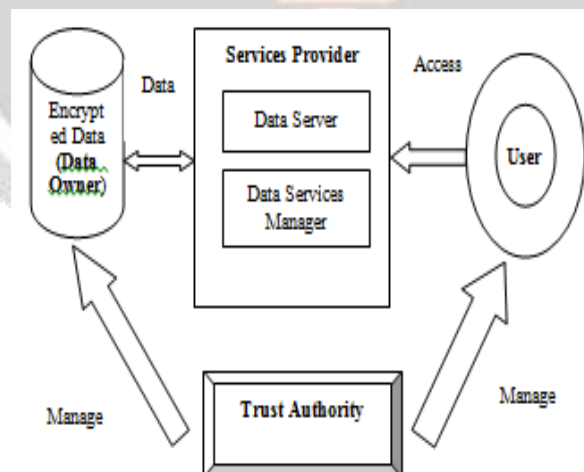 Services Provider
Data
Access
Encrypt
ed Data
(Data
Owner)
Data Server
User
Data Services
Manager
Manage
Trust Authority
Manage